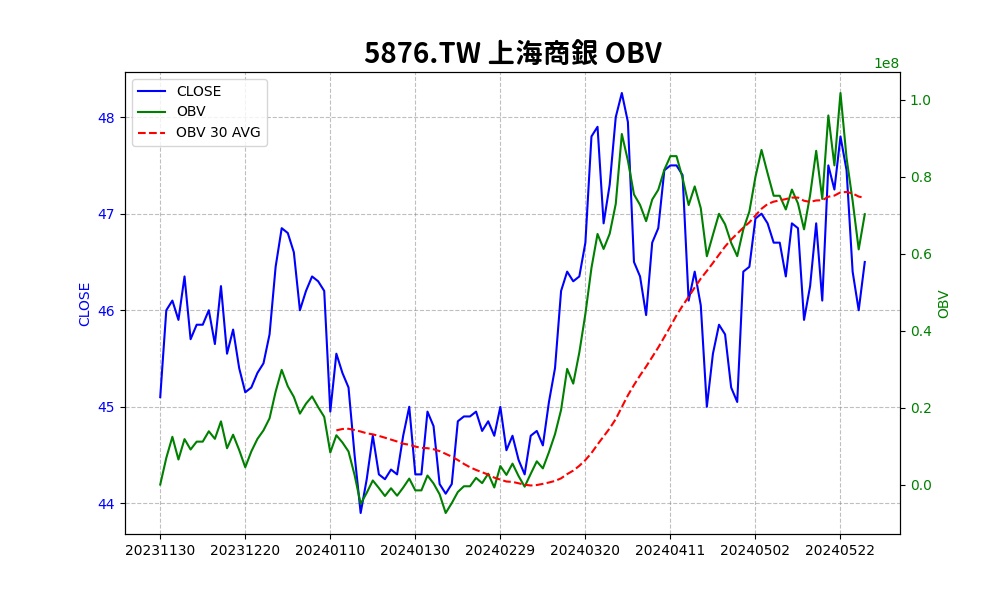 5876.TW 上海商銀 OBV
1e8
CLOSE
OBV
OBV 30 AVG
48
47
46
45
44
CLOSE
1.0
0.8
0.6
0.4
0.2
0.0
OBV
20231130 20231220 20240110 20240130 20240229 20240320 20240411 20240502 20240522